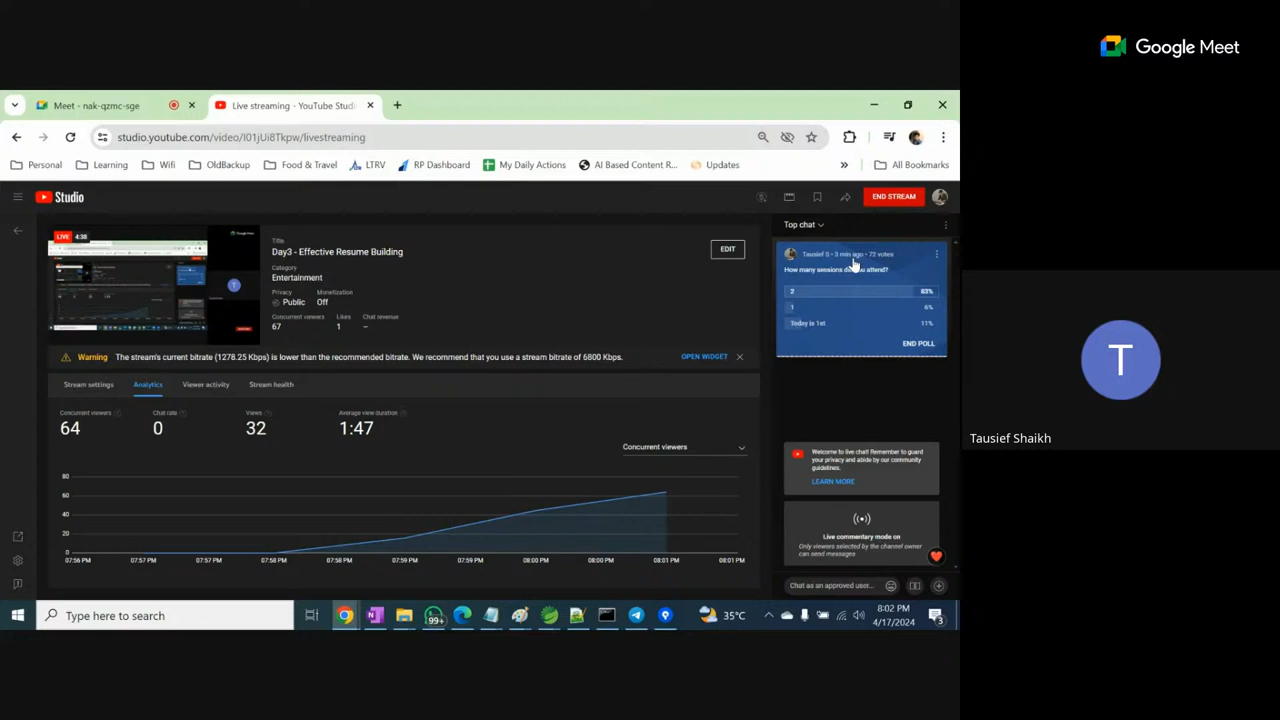 Google Meet
Meet - nak-qzmc-sge
Live streaming - YouTube Studi
studio.youtube.com/video/I01jUi8Tkpw/livestreaming
Personal
Learning
Wifi
OldBackup
Food & Travel
LTRV
RP Dashboard
My Daily Actions
AI Based Content R...
Updates
All Bookmarks
Studio
END STREAM
LIVE 4:38
Title
Day3 - Effective Resume Building
Category
Entertainment
Privacy Monetization
Public Off
Concurrent viewers Likes Chat revenue
67 1 –
EDIT
Warning The stream's current bitrate (1278.25 Kbps) is lower than the recommended bitrate. We recommend that you use a stream bitrate of 6800 Kbps.
OPEN WIDGET
Stream settings Analytics Viewer activity Stream health
Concurrent viewers Chat rate Views Average view duration
64 0 32 1:47
Concurrent viewers
80
60
40
20
0
07:56 PM 07:57 PM 07:57 PM 07:58 PM 07:58 PM 07:59 PM 07:59 PM 08:00 PM 08:00 PM 08:01 PM 08:01 PM
Top chat
Tausief S • 3 min ago • 72 votes
How many sessions did you attend?
2 83%
1 6%
Today is 1st 11%
END POLL
Welcome to live chat! Remember to guard
your privacy and abide by our community
guidelines.
LEARN MORE
Live commentary mode on
Only viewers selected by the channel owner
can send messages
Chat as an approved user...
T
Tausief Shaikh
Type here to search
99+
35°C
8:02 PM
4/17/2024
3